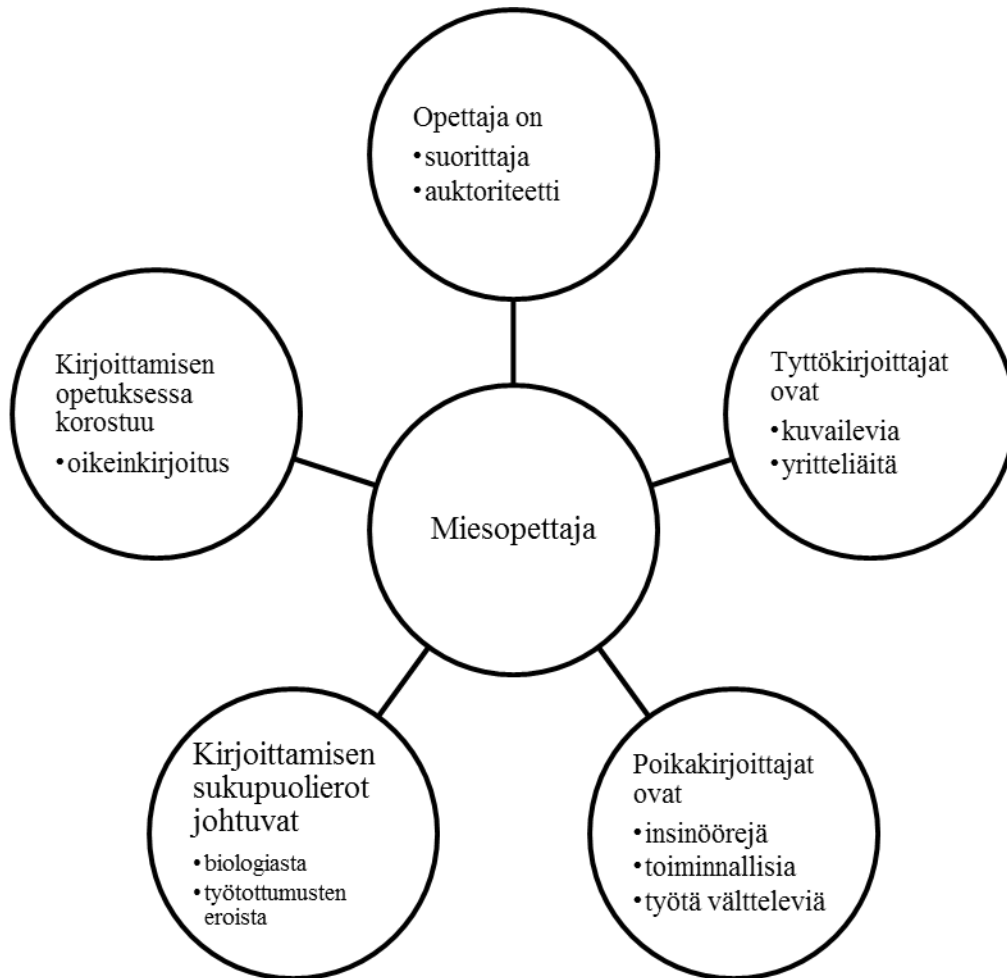 Opettaja on
•suorittaja
•auktoriteetti
Kirjoittamisen
opetuksessa
korostuu
•oikeinkirjoitus
Tyttökirjoittajat
ovat
•kuvailevia
•yritteliäitä
Miesopettaja
Kirjoittamisen
sukupuolierot
johtuvat
•biologiasta
•työtottumusten
eroista
Poikakirjoittajat
ovat
•insinöörejä
•toiminnallisia
•työtä vältteleviä